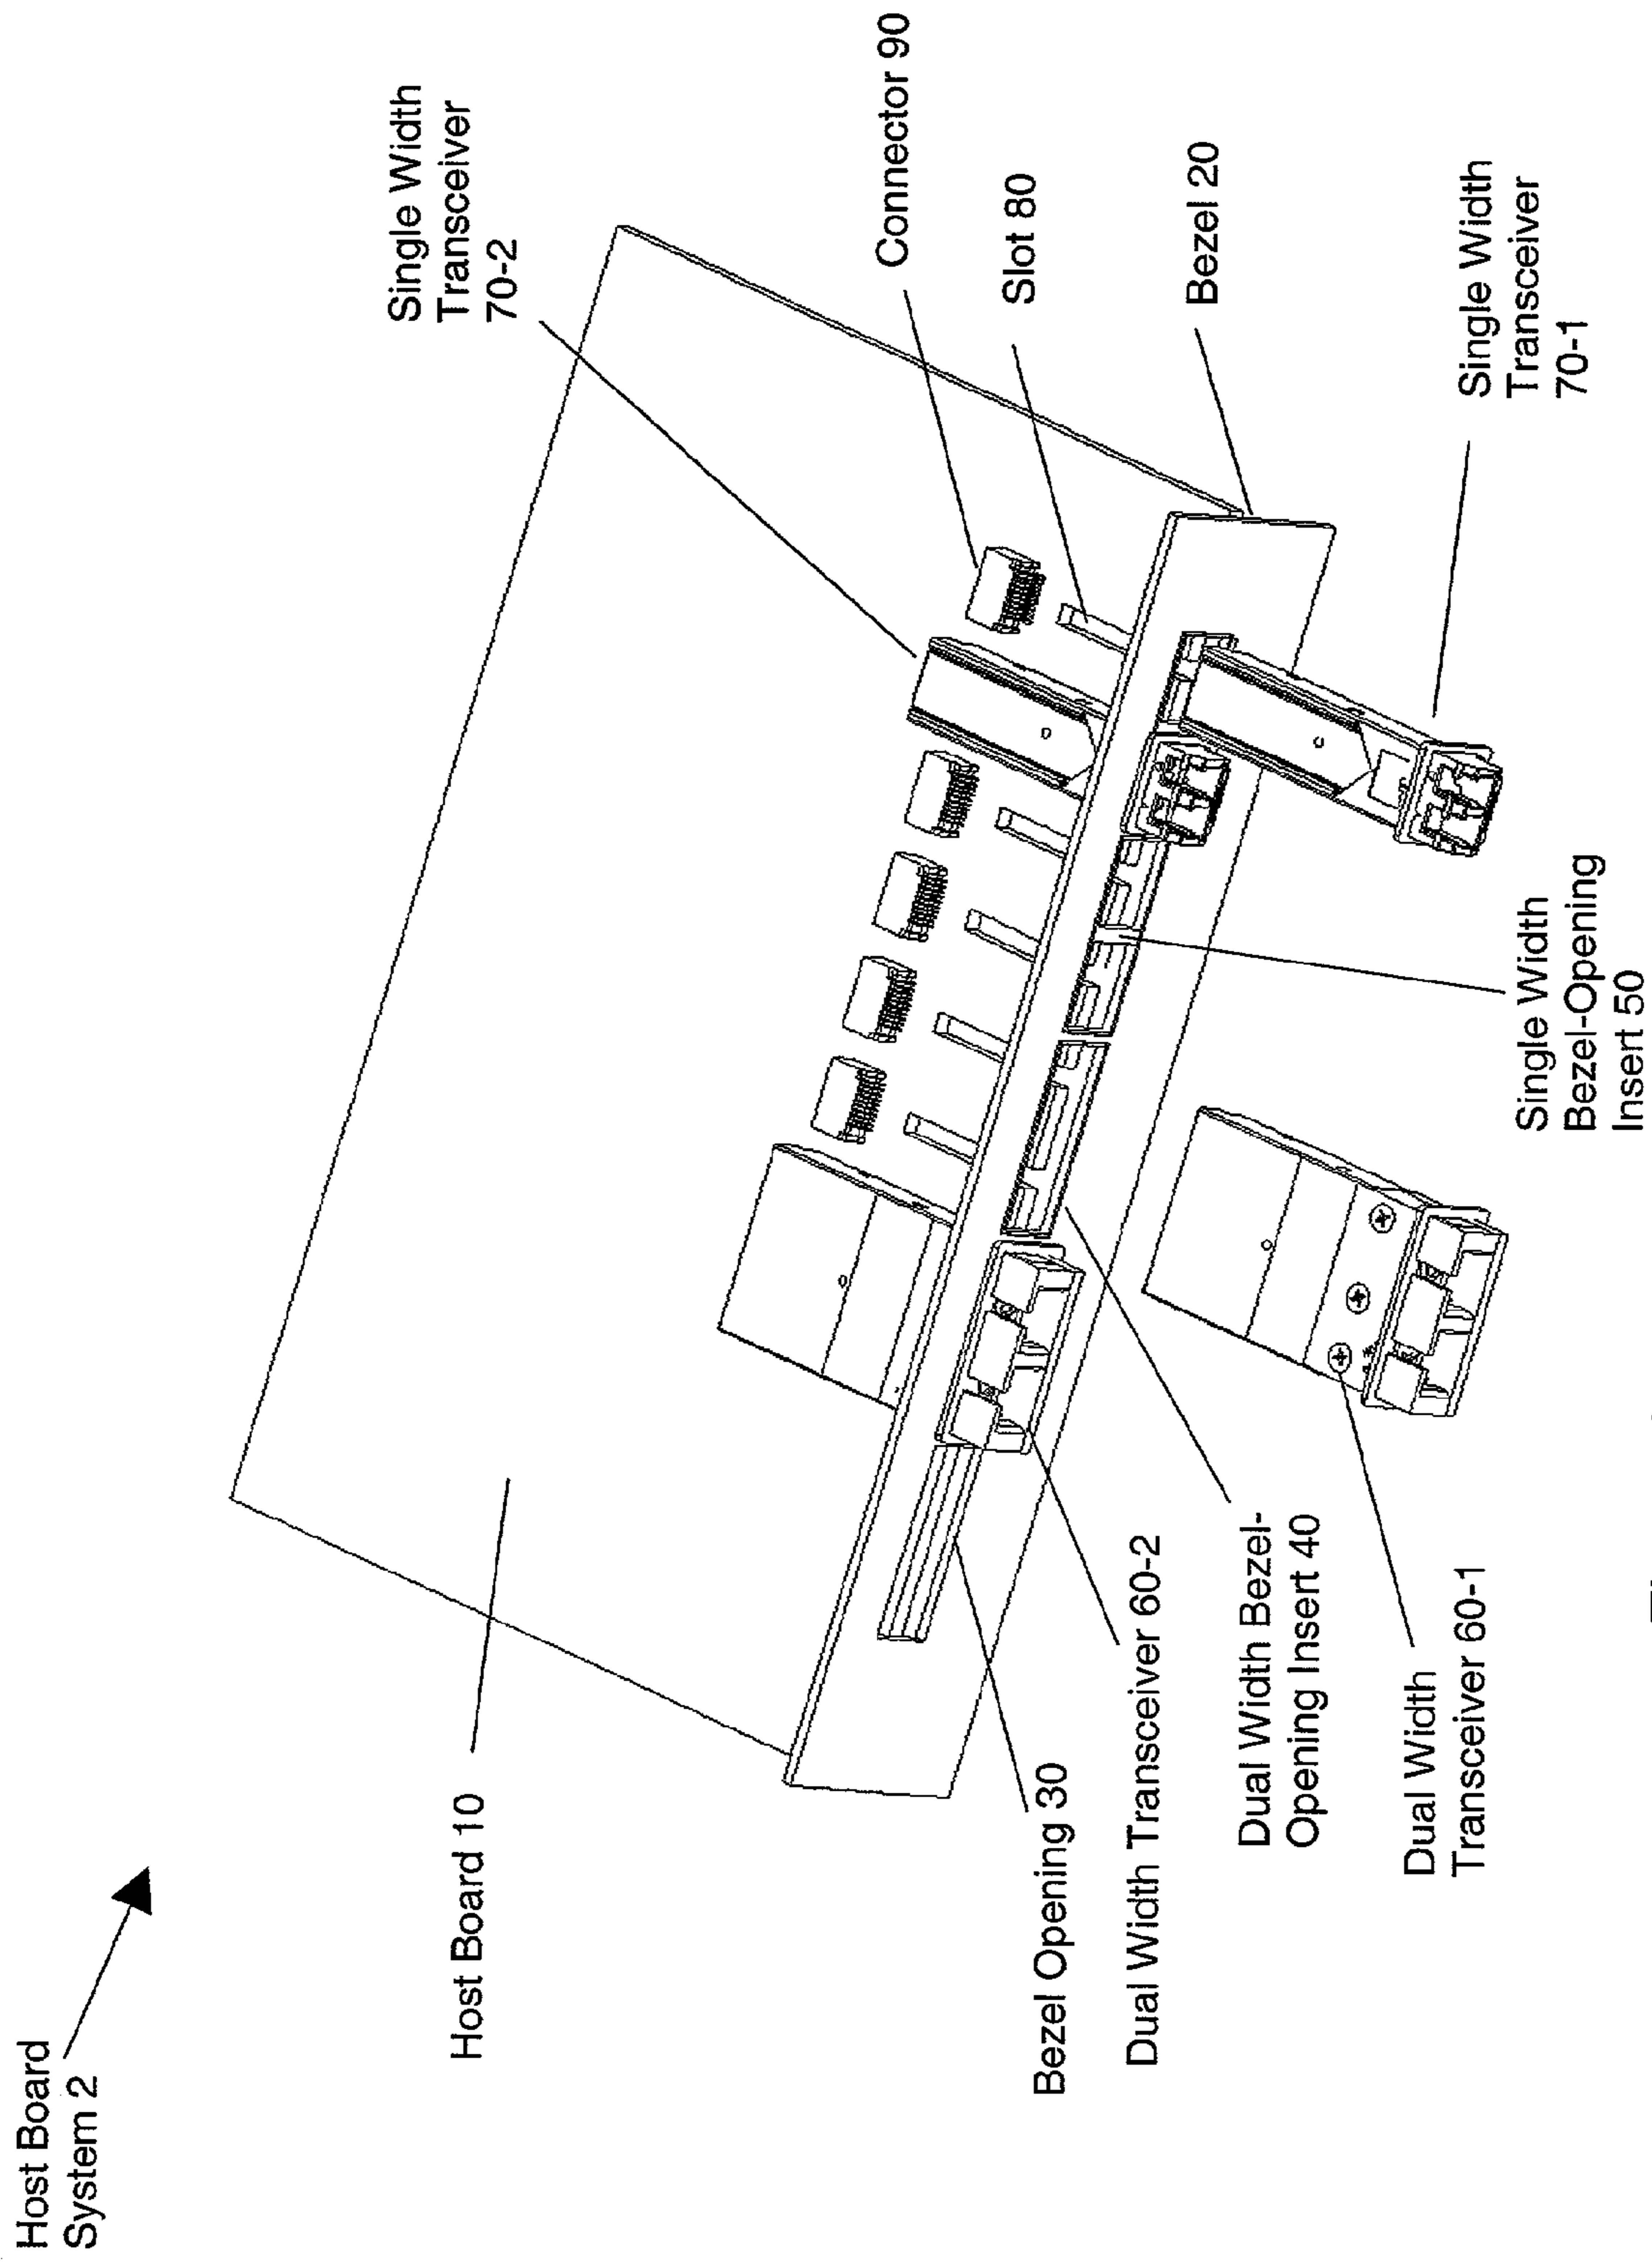 Host Board
System 2
Host Board 10
Single Width
Transceiver
70-2
Connector 90
Slot 80
Bezel 20
Single Width
Transceiver
70-1
Single Width
Bezel-Opening
Insert 50
Bezel Opening 30
Dual Width Transceiver 60-2
Dual Width Bezel-
Opening Insert 40
Dual Width
Transceiver 60-1